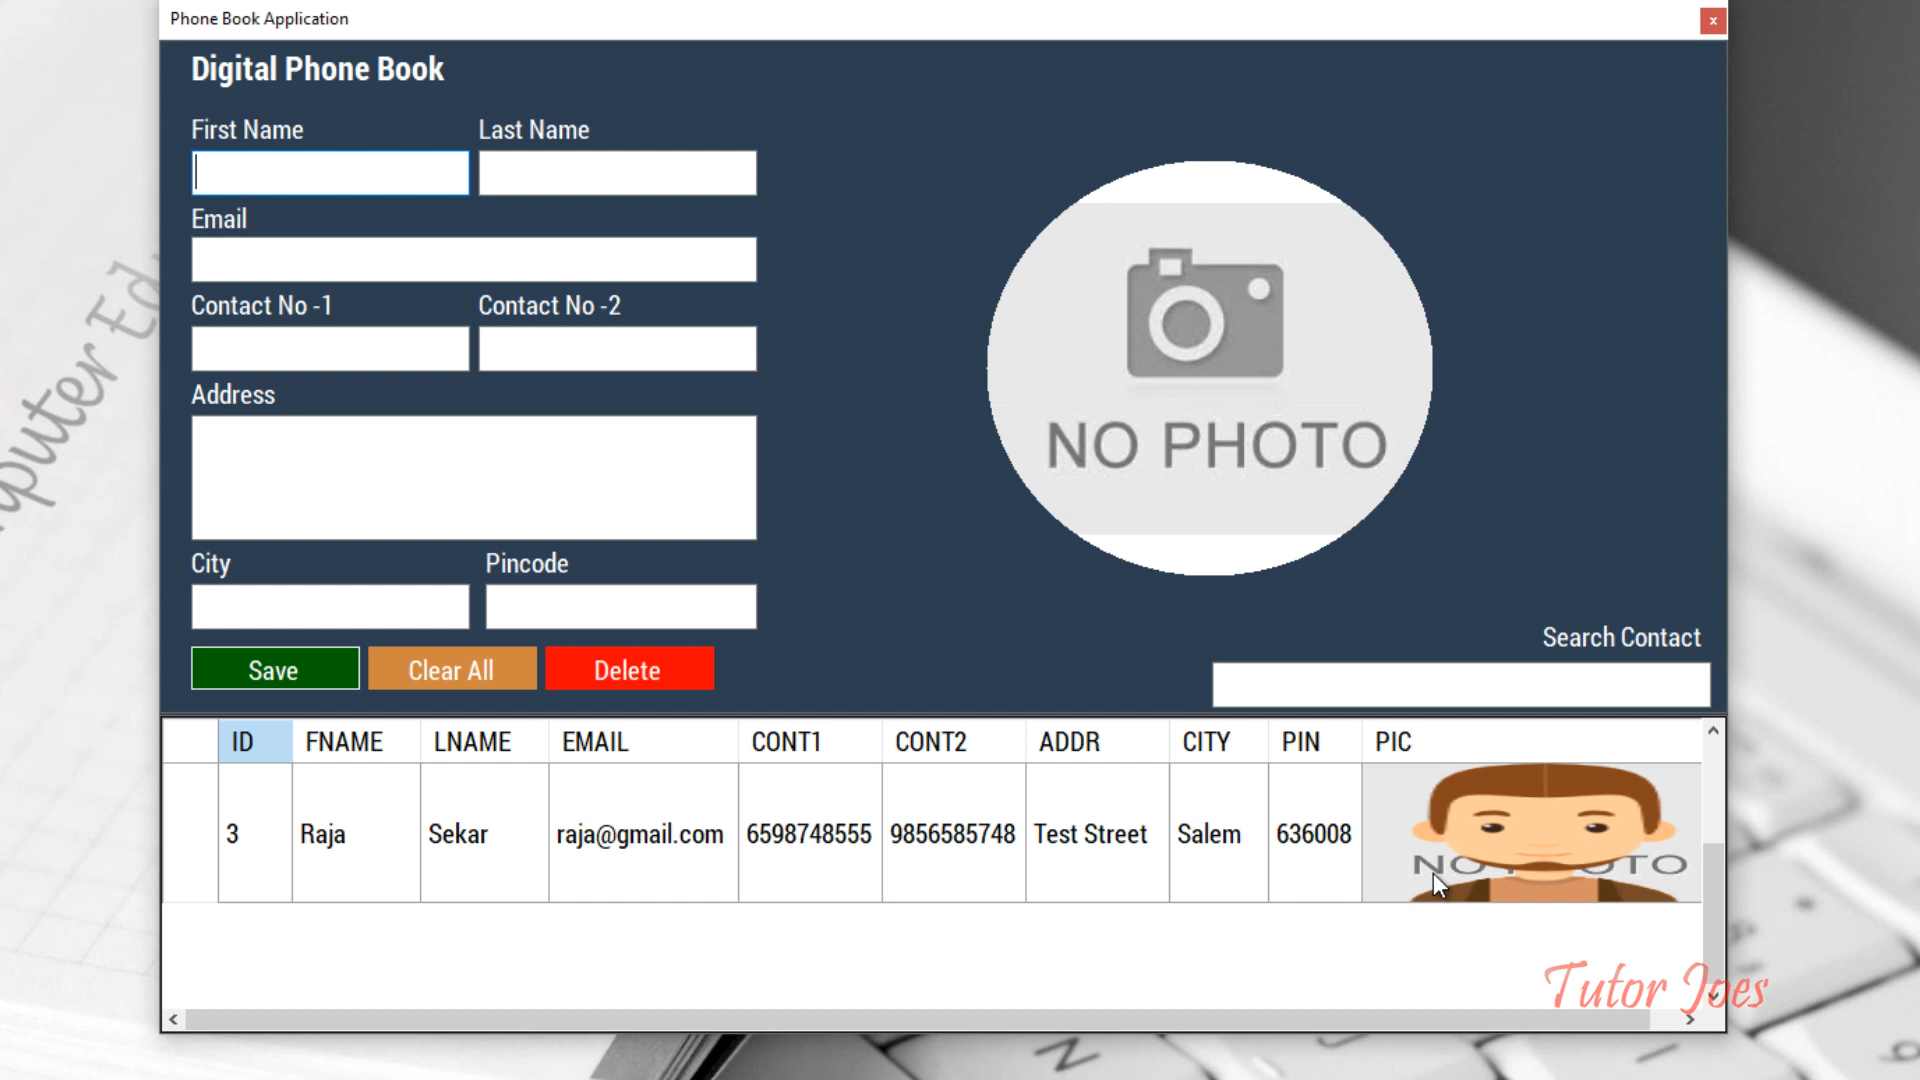 Phone Book Application
x
Digital Phone Book
First Name
Last Name
Email
Contact No -1
Contact No -2
Address
NO PHOTO
City
Pincode
Search Contact
Save
Clear All
Delete
ID FNAME LNAME EMAIL CONT1 CONT2 ADDR CITY PIN PIC
3 Raja Sekar raja@gmail.com 6598748555 9856585748 Test Street Salem 636008
Tutor Joes